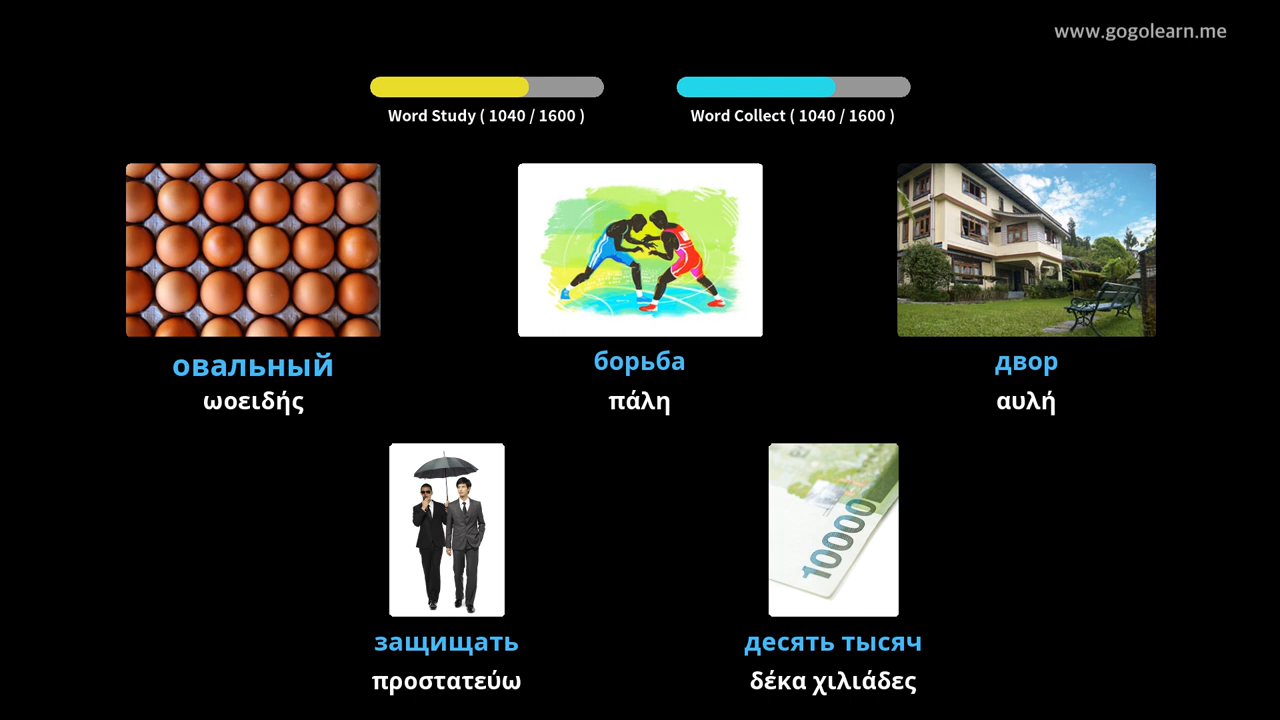 www.gogolearn.me
Word Study ( 1040 / 1600 )
Word Collect ( 1040 / 1600 )
овальный
ωοειδής
борьба
πάλη
двор
αυλή
10000
защищать
προστατεύω
десять тысяч
δέκα χιλιάδες